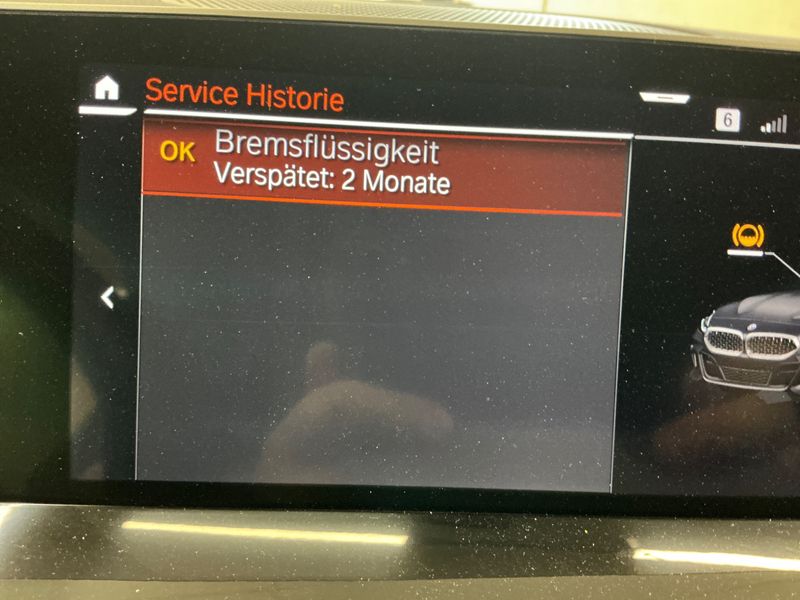 Service Historie
6
OK Bremsflüssigkeit
Verspätet: 2 Monate